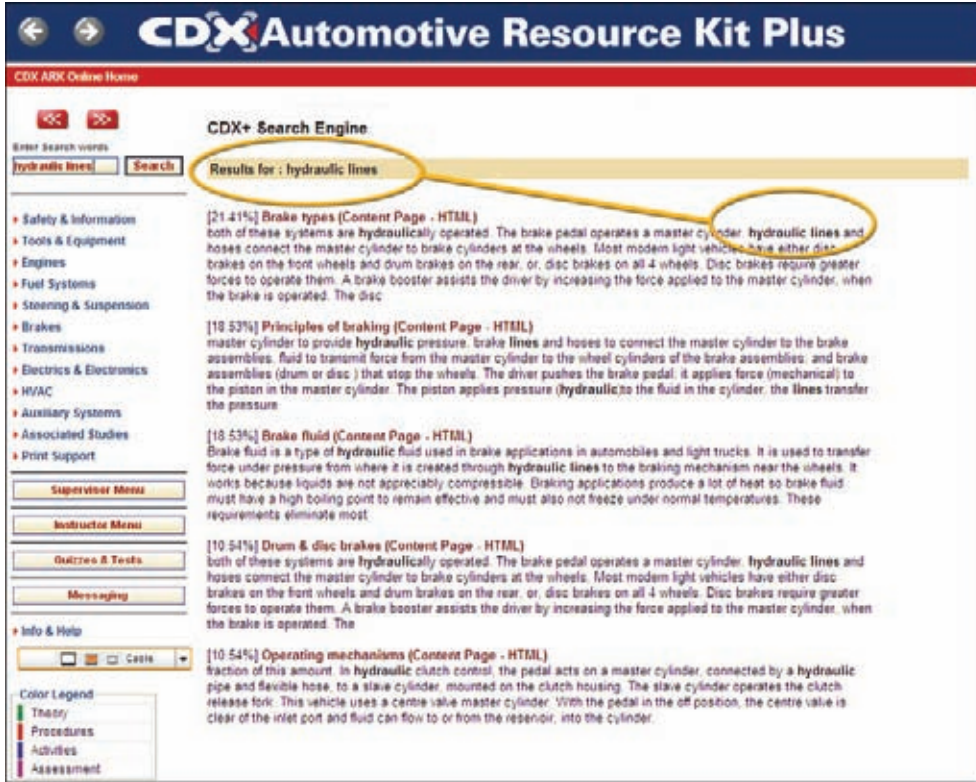 CDX Automotive Resource Kit Plus
CDX ARK Online Home
Enter Search words
hydraulic lines Search
Safety & Information
Tools & Equipment
Engines
Fuel Systems
Steering & Suspension
Brakes
Transmissions
Electrics & Electronics
HVAC
Auxiliary Systems
Associated Studies
Print Support
Supervisor Menu
Instructor Menu
Quizzes & Tests
Messaging
Info & Help
Cable
Color Legend
Theory
Procedures
Activities
Assessment
CDX+ Search Engine
Results for : hydraulic lines
[21.41%] Brake types (Content Page - HTML)
both of these systems are hydraulically operated. The brake pedal operates a master cylinder. hydraulic lines and
hoses connect the master cylinder to brake cylinders at the wheels. Most modern light vehicles have either disc
brakes on the front wheels and drum brakes on the rear, or, disc brakes on all 4 wheels. Disc brakes require greater
forces to operate them. A brake booster assists the driver by increasing the force applied to the master cylinder, when
the brake is operated. The disc
[18.53%] Principles of braking (Content Page - HTML)
master cylinder to provide hydraulic pressure, brake lines and hoses to connect the master cylinder to the brake
assemblies, fluid to transmit force from the master cylinder to the wheel cylinders of the brake assemblies, and brake
assemblies (drum or disc ) that stop the wheels. The driver pushes the brake pedal, it applies force (mechanical) to
the piston in the master cylinder. The piston applies pressure (hydraulic)to the fluid in the cylinder, the lines transfer
the pressure
[18.53%] Brake fluid (Content Page - HTML)
Brake fluid is a type of hydraulic fluid used in brake applications in automobiles and light trucks. It is used to transfer
force under pressure from where it is created through hydraulic lines to the braking mechanism near the wheels. It
works because liquids are not appreciably compressible. Braking applications produce a lot of heat so brake fluid
must have a high boiling point to remain effective and must also not freeze under normal temperatures. These
requirements eliminate most
[10.54%] Drum & disc brakes (Content Page - HTML)
both of these systems are hydraulically operated. The brake pedal operates a master cylinder. hydraulic lines and
hoses connect the master cylinder to brake cylinders at the wheels. Most modern light vehicles have either disc
brakes on the front wheels and drum brakes on the rear, or, disc brakes on all 4 wheels. Disc brakes require greater
forces to operate them. A brake booster assists the driver by increasing the force applied to the master cylinder, when
the brake is operated. The
[10.54%] Operating mechanisms (Content Page - HTML)
fraction of this amount. In hydraulic clutch control, the pedal acts on a master cylinder, connected by a hydraulic
pipe and flexible hose, to a slave cylinder, mounted on the clutch housing. The slave cylinder operates the clutch
release fork. This vehicle uses a centre valve master cylinder. With the pedal in the off position, the centre valve is
clear of the inlet port and fluid can flow to or from the reservoir, into the cylinder.